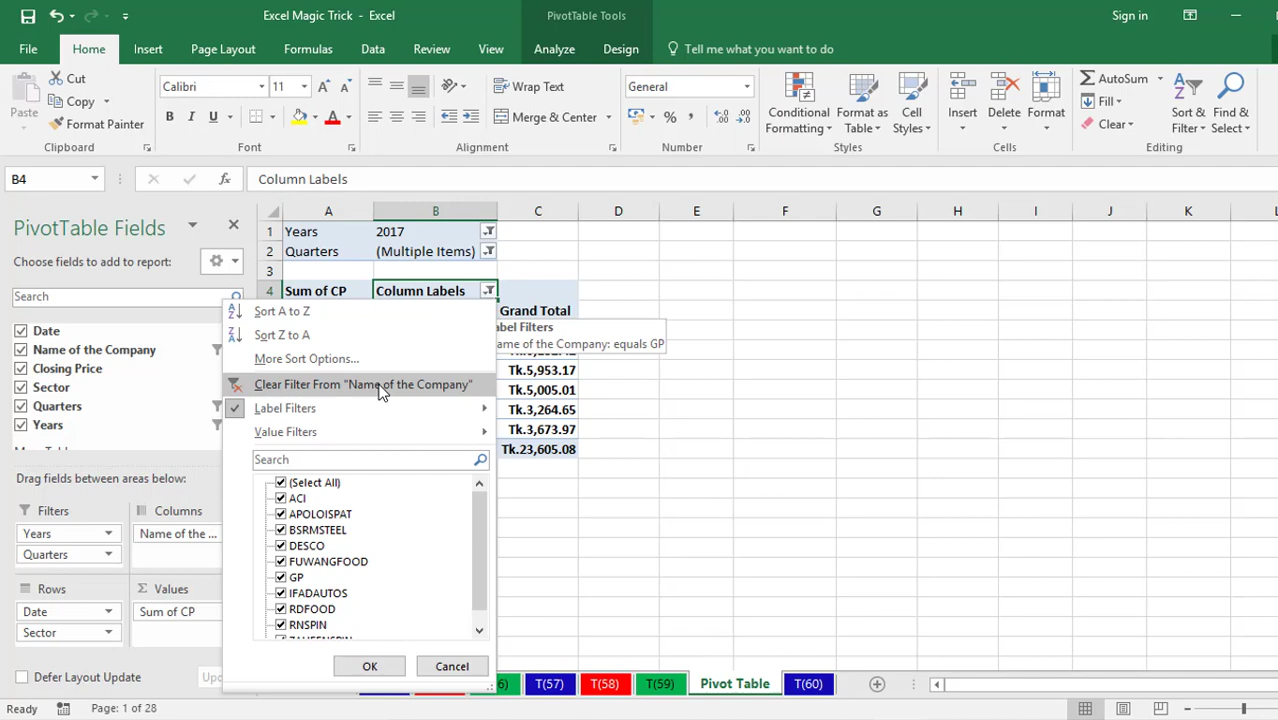 Excel Magic Trick - Excel
PivotTable Tools
Sign in
File
Home
Insert
Page Layout
Formulas
Data
Review
View
Analyze
Design
Tell me what you want to do
Paste
Cut
Copy
Format Painter
Clipboard
Calibri
11
Font
Wrap Text
Merge & Center
Alignment
General
Number
Conditional Formatting
Format as Table
Cell Styles
Styles
Insert
Delete
Format
Cells
AutoSum
Fill
Clear
Sort & Filter
Find & Select
Editing
B4
Column Labels
PivotTable Fields
Choose fields to add to report:
Search
Date
Name of the Company
Closing Price
Sector
Quarters
Years
Drag fields between areas below:
Filters
Columns
Years
Name of the ...
Quarters
Rows
Values
Date
Sum of CP
Sector
Defer Layout Update
A B C D E F G H I J K L
1 Years 2017
2 Quarters (Multiple Items)
3
4 Sum of CP Column Labels
Grand Total
Tk.5,953.17
Tk.5,005.01
Tk.3,264.65
Tk.3,673.97
Tk.23,605.08
abel Filters
ame of the Company: equals GP
Sort A to Z
Sort Z to A
More Sort Options...
Clear Filter From "Name of the Company"
Label Filters
Value Filters
Search
(Select All)
ACI
APOLOISPAT
BSRMSTEEL
DESCO
FUWANGFOOD
GP
IFADAUTOS
RDFOOD
RNSPIN
OK
Cancel
6)
T(57)
T(58)
T(59)
Pivot Table
T(60)
Ready
Page: 1 of 28